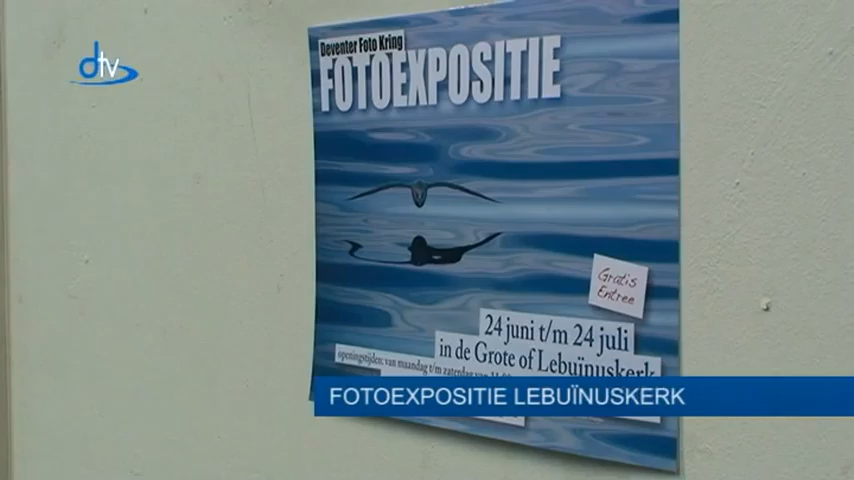 dtv
Deventer Foto Kring
FOTOEXPOSITIE
Gratis
Entree
24 juni t/m 24 juli
in de Grote of Lebuïnuskerk
openingstijden: van maandag t/m zaterdag van
FOTOEXPOSITIE LEBUÏNUSKERK